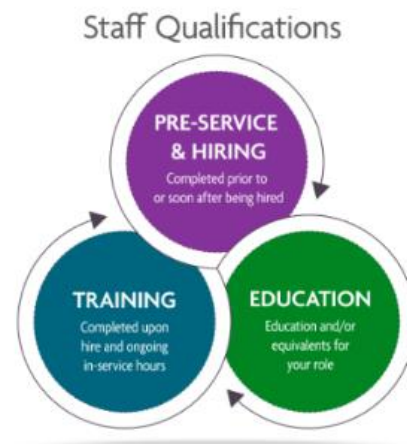 Staff Qualifications
PRE-SERVICE
& HIRING
Completed prior to
or soon after being hired
TRAINING
Completed upon
hire and ongoing
in-service hours
EDUCATION
Education and/or
equivalents for
your role